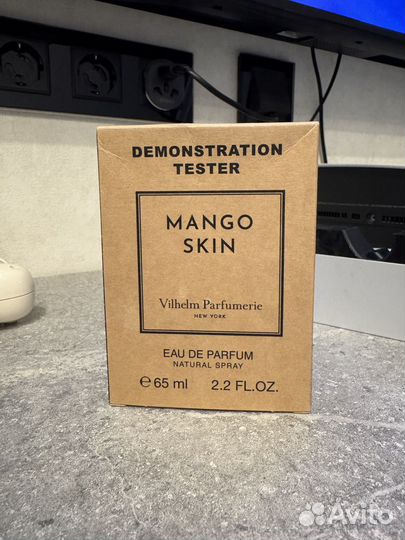 DEMONSTRATION
TESTER
MANGO
SKIN
Vilhelm Parfumerie
NEW YORK
EAU DE PARFUM
NATURAL SPRAY
℮ 65 ml 2.2 FL.OZ.
Avito